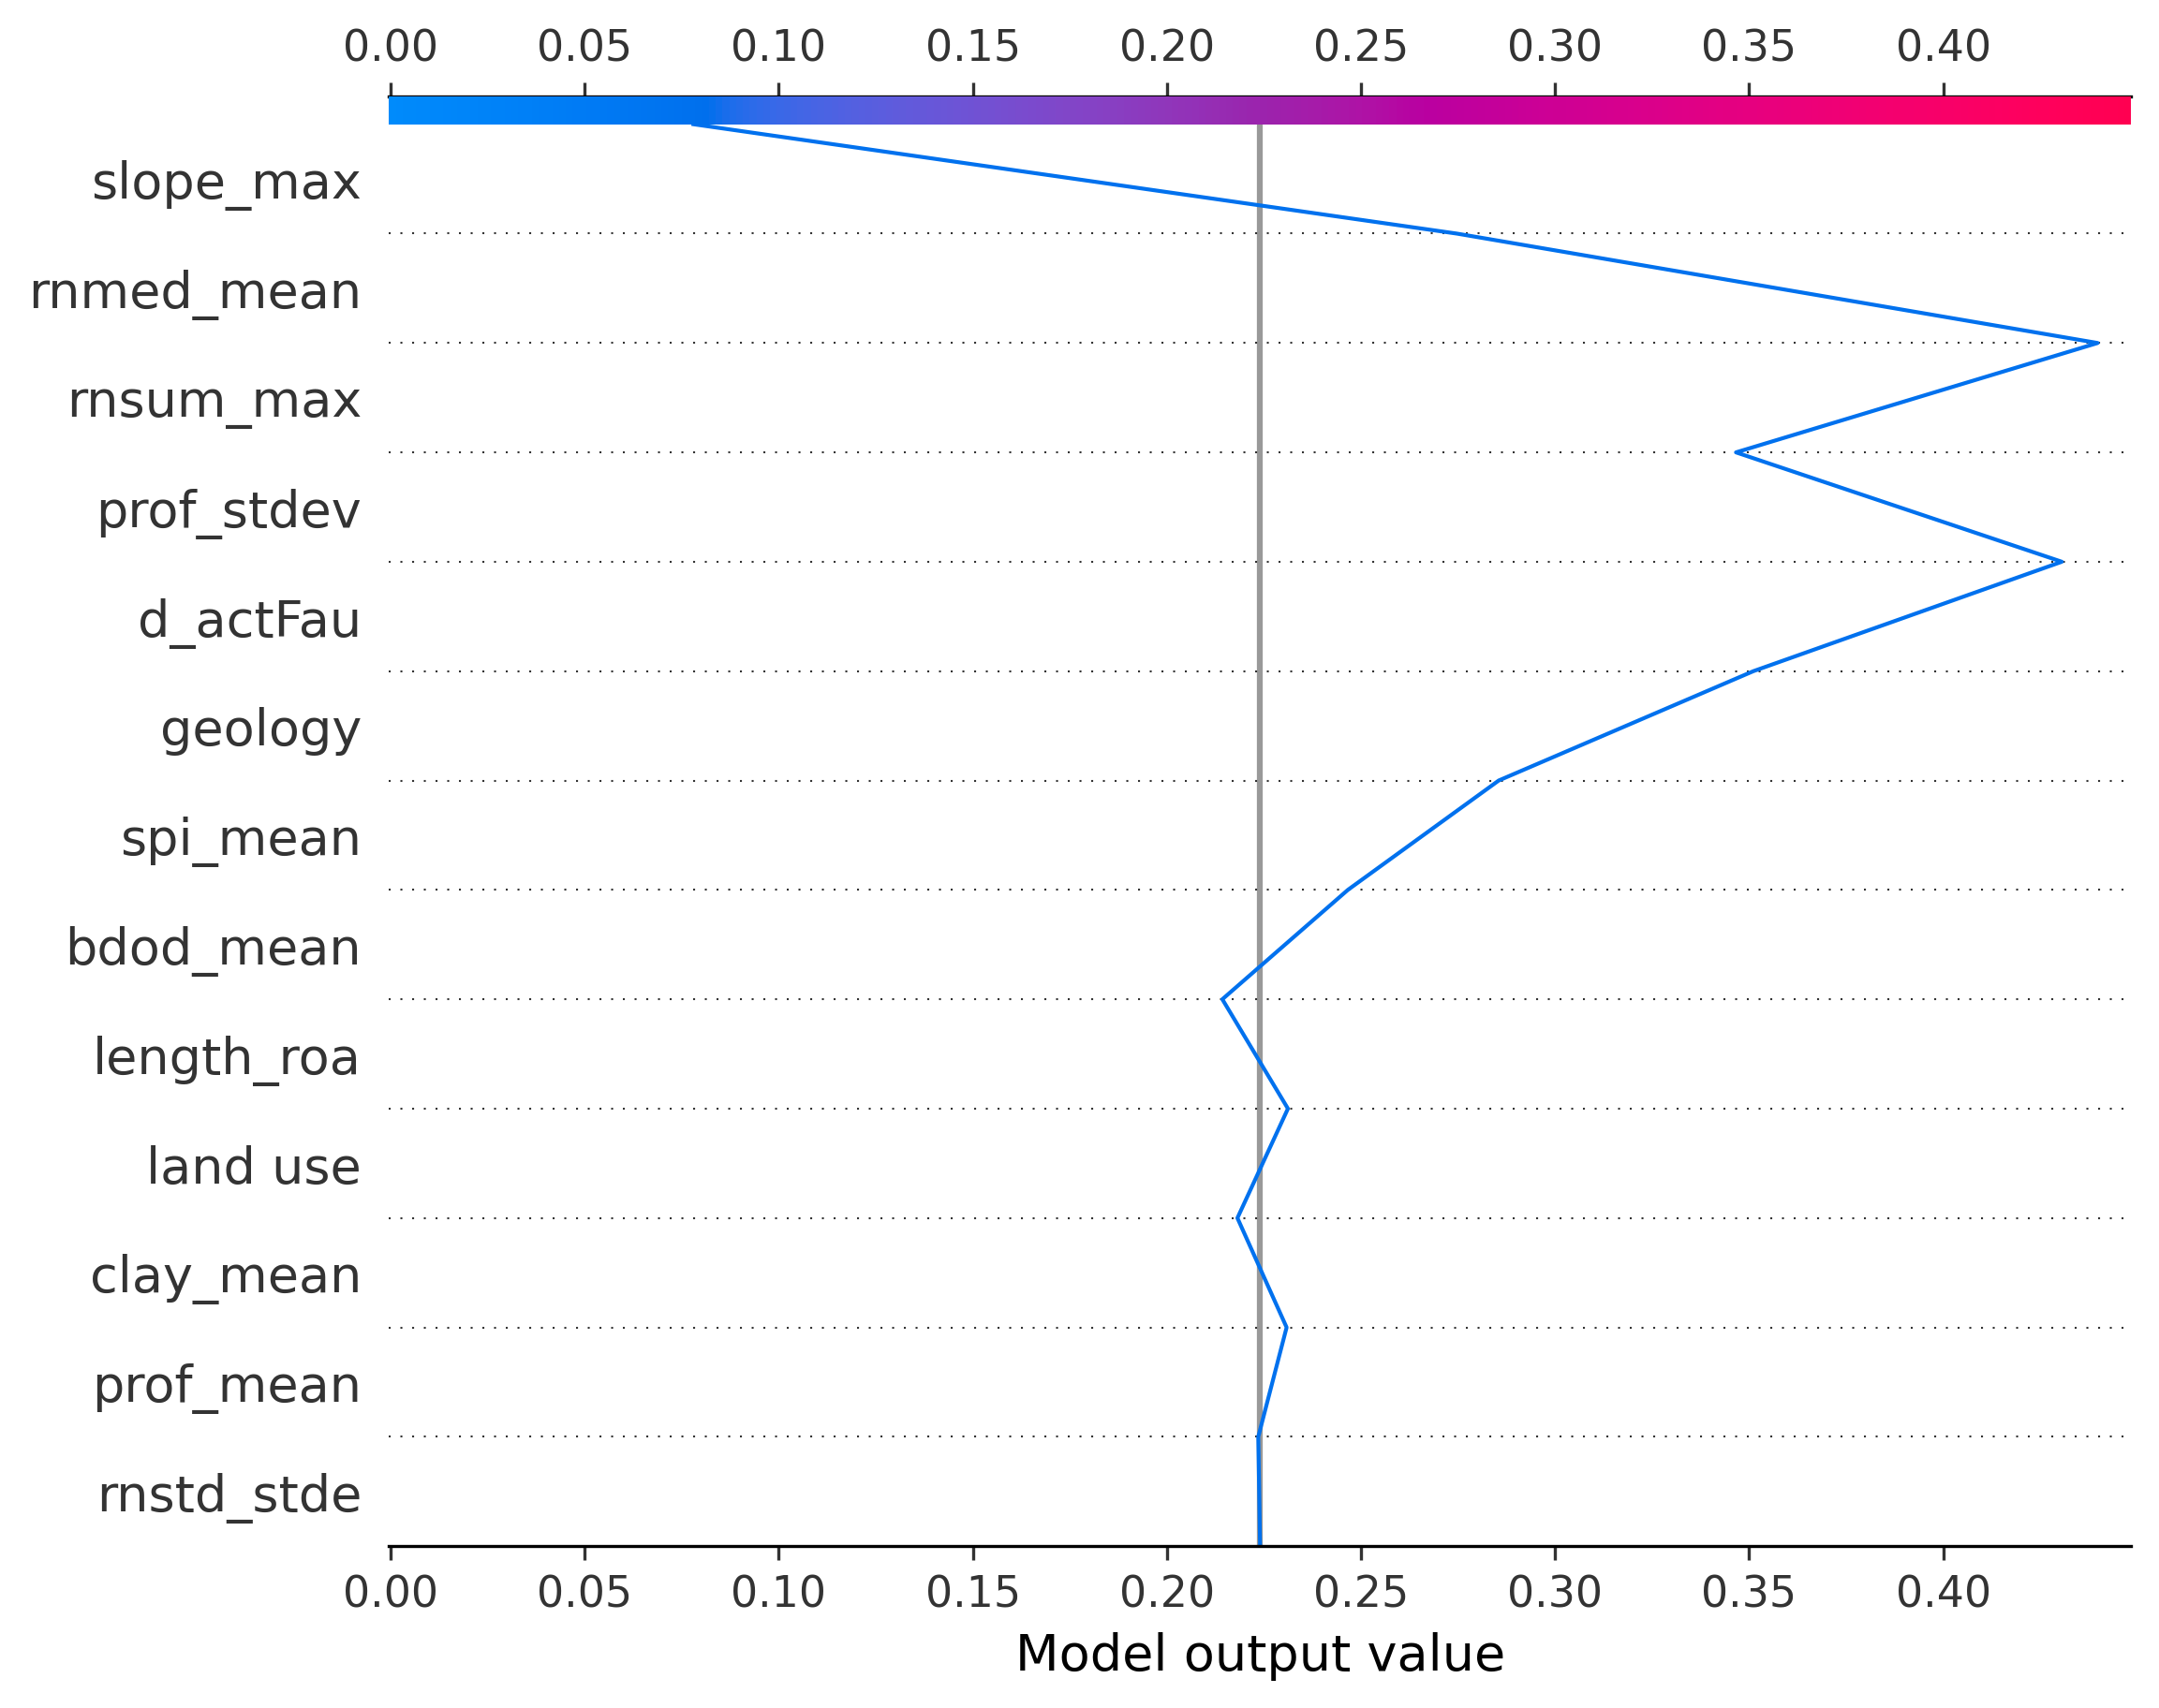 0.00 0.05 0.10 0.15 0.20 0.25 0.30 0.35 0.40
slope_max
rnmed_mean
rnsum_max
prof_stdev
d_actFau
geology
spi_mean
bdod_mean
length_roa
land use
clay_mean
prof_mean
rnstd_stde
0.00 0.05 0.10 0.15 0.20 0.25 0.30 0.35 0.40
Model output value